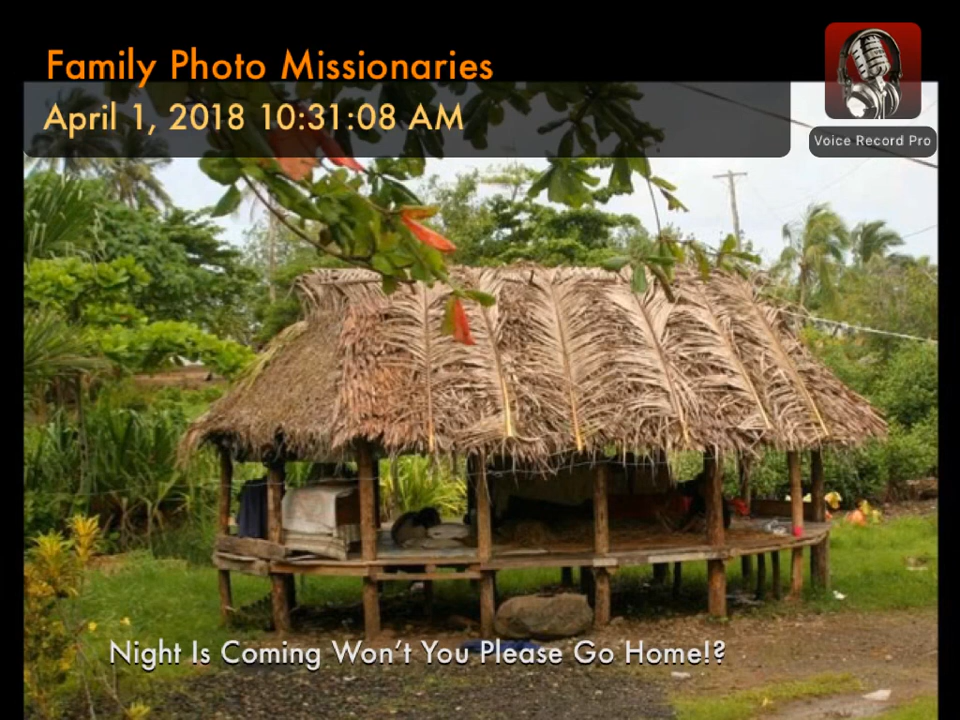 Family Photo Missionaries
April 1, 2018 10:31:08 AM
Voice Record Pro
Night Is Coming Won't You Please Go Home!?